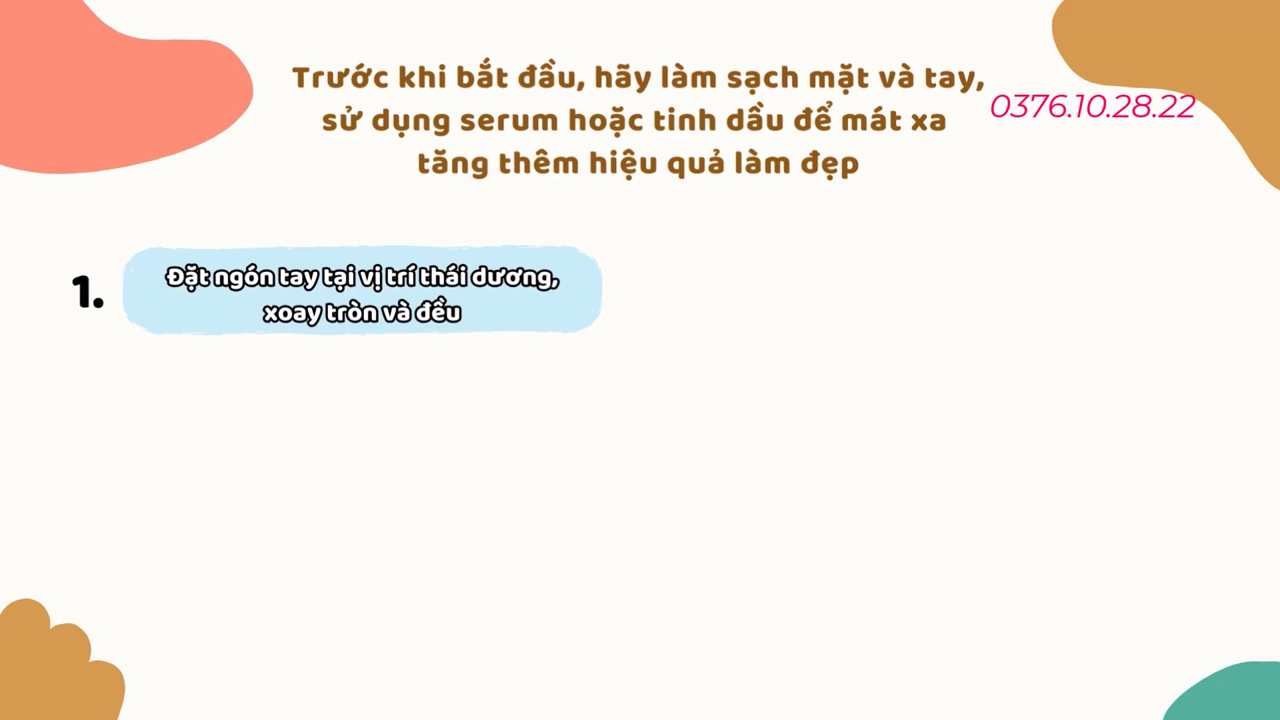 Trước khi bắt đầu, hãy làm sạch mặt và tay,
sử dụng serum hoặc tinh dầu để mát xa
tăng thêm hiệu quả làm đẹp
0376.10.28.22
1.
Đặt ngón tay tại vị trí thái dương,
xoay tròn và đều